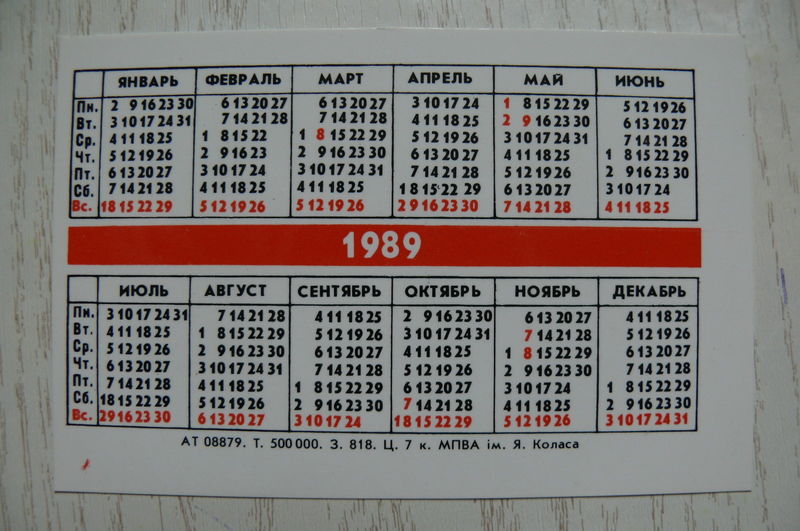 ЯНВАРЬ ФЕВРАЛЬ МАРТ АПРЕЛЬ МАЙ ИЮНЬ
Пн. 2 9 16 23 30 6 13 20 27 6 13 20 27 3 10 17 24 1 8 15 22 29 5 12 19 26
Вт. 3 10 17 24 31 7 14 21 28 7 14 21 28 4 11 18 25 2 9 16 23 30 6 13 20 27
Ср. 4 11 18 25 1 8 15 22 1 8 15 22 29 5 12 19 26 3 10 17 24 31 7 14 21 28
Чт. 5 12 19 26 2 9 16 23 2 9 16 23 30 6 13 20 27 4 11 18 25 1 8 15 22 29
Пт. 6 13 20 27 3 10 17 24 3 10 17 24 31 7 14 21 28 5 12 19 26 2 9 16 23 30
Сб. 7 14 21 28 4 11 18 25 4 11 18 25 1 8 15 22 29 6 13 20 27 3 10 17 24
Вс. 1 8 15 22 29 5 12 19 26 5 12 19 26 2 9 16 23 30 7 14 21 28 4 11 18 25
1989
ИЮЛЬ АВГУСТ СЕНТЯБРЬ ОКТЯБРЬ НОЯБРЬ ДЕКАБРЬ
Пн. 3 10 17 24 31 7 14 21 28 4 11 18 25 2 9 16 23 30 6 13 20 27 4 11 18 25
Вт. 4 11 18 25 1 8 15 22 29 5 12 19 26 3 10 17 24 31 7 14 21 28 5 12 19 26
Ср. 5 12 19 26 2 9 16 23 30 6 13 20 27 4 11 18 25 1 8 15 22 29 6 13 20 27
Чт. 6 13 20 27 3 10 17 24 31 7 14 21 28 5 12 19 26 2 9 16 23 30 7 14 21 28
Пт. 7 14 21 28 4 11 18 25 1 8 15 22 29 6 13 20 27 3 10 17 24 1 8 15 22 29
Сб. 1 8 15 22 29 5 12 19 26 2 9 16 23 30 7 14 21 28 4 11 18 25 2 9 16 23 30
Вс. 2 9 16 23 30 6 13 20 27 3 10 17 24 1 8 15 22 29 5 12 19 26 3 10 17 24 31
АТ 08879. Т. 500 000. З. 818. Ц. 7 к. МПВА ім. Я. Коласа